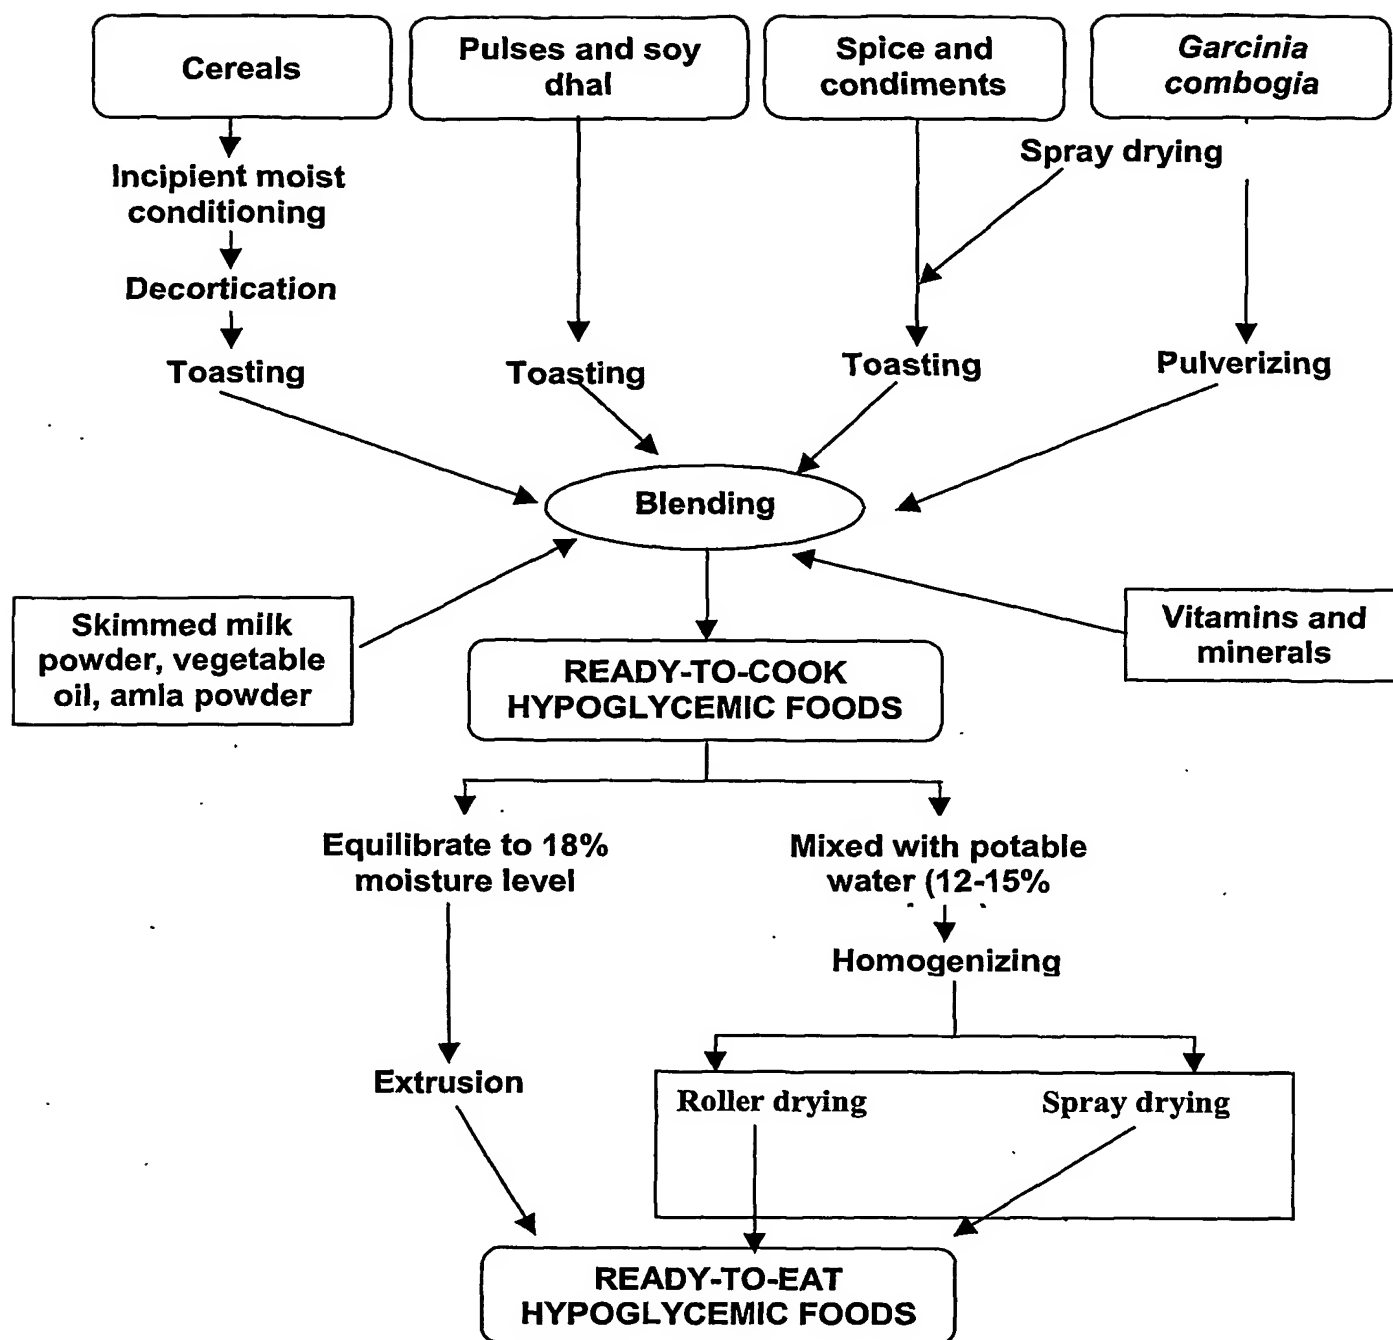 Cereals
Pulses and soy
dhal
Spice and
condiments
Garcinia
combogia
Spray drying
Incipient moist
conditioning
Decortication
Toasting
Toasting
Toasting
Pulverizing
Blending
Skimmed milk
powder, vegetable
oil, amla powder
Vitamins and
minerals
READY-TO-COOK
HYPOGLYCEMIC FOODS
Equilibrate to 18%
moisture level
Mixed with potable
water (12-15%
Homogenizing
Extrusion
Roller drying
Spray drying
READY-TO-EAT
HYPOGLYCEMIC FOODS